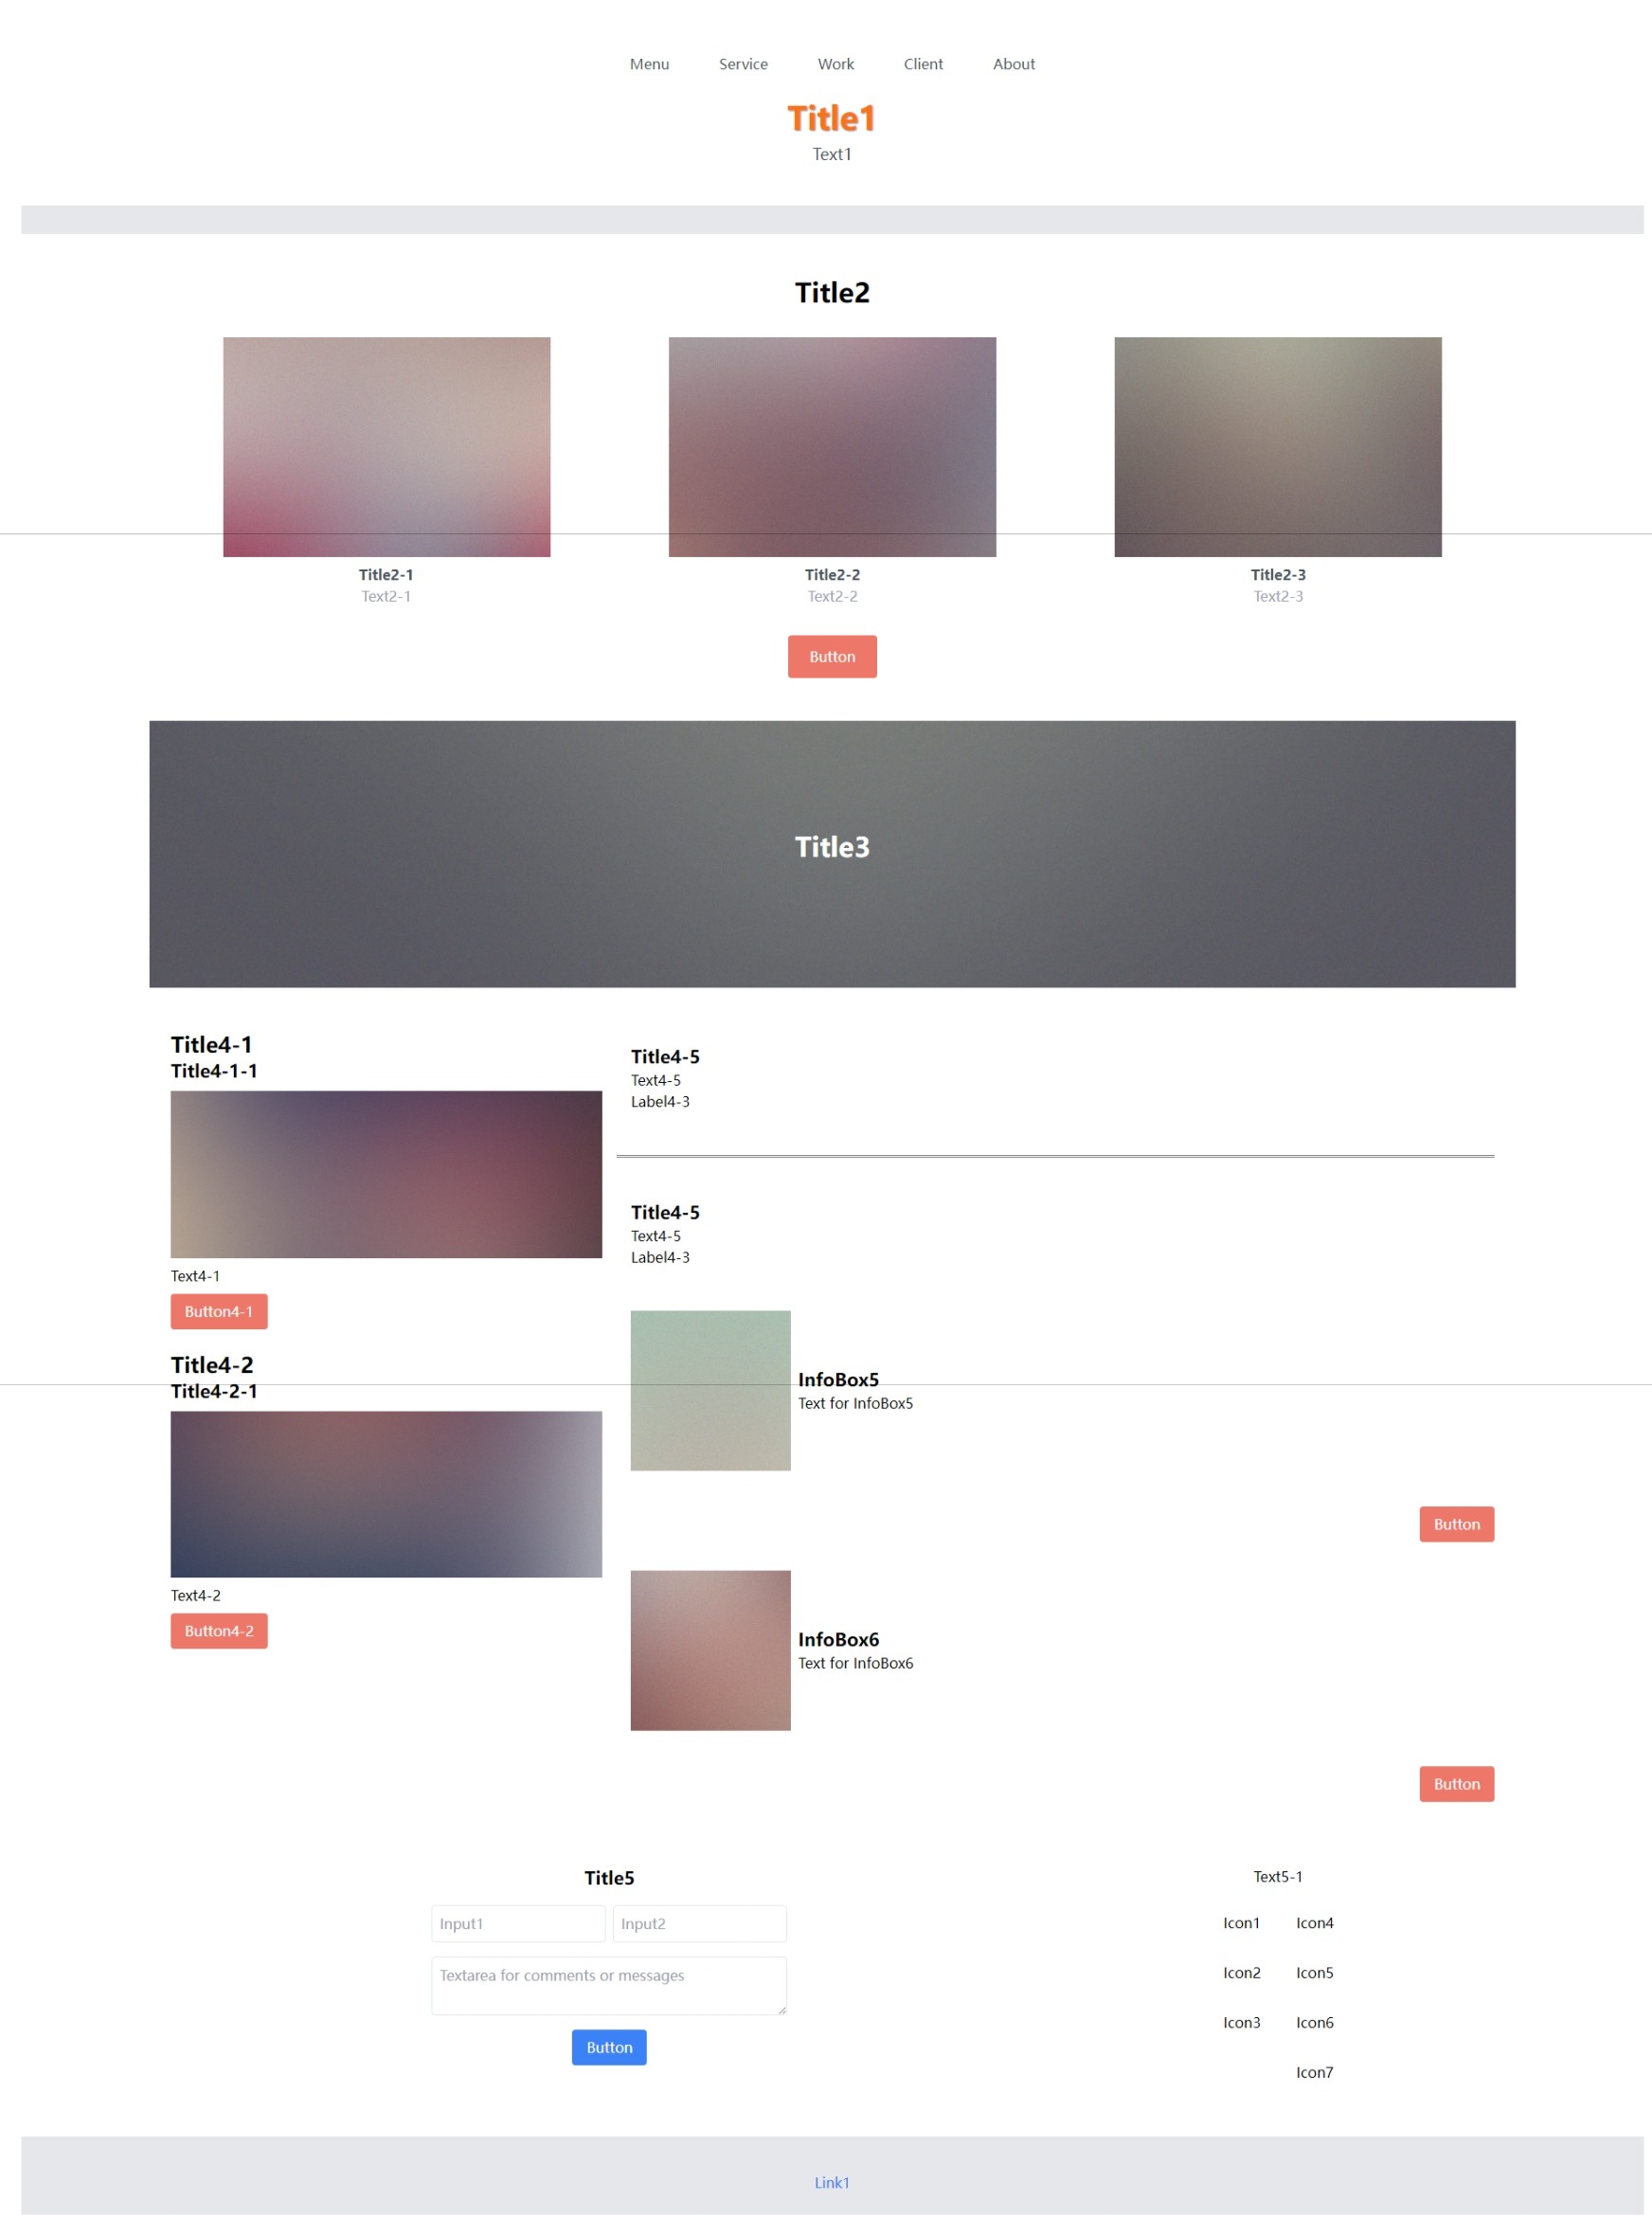 Menu Service Work Client About
Title1
Text1
Title2
Title2-1
Text2-1
Title2-2
Text2-2
Title2-3
Text2-3
Button
Title3
Title4-1
Title4-1-1
Text4-1
Button4-1
Title4-2
Title4-2-1
Text4-2
Button4-2
Title4-5
Text4-5
Label4-3
Title4-5
Text4-5
Label4-3
InfoBox5
Text for InfoBox5
Button
InfoBox6
Text for InfoBox6
Button
Title5
Input1 Input2
Textarea for comments or messages
Button
Text5-1
Icon1 Icon4
Icon2 Icon5
Icon3 Icon6
Icon7
Link1